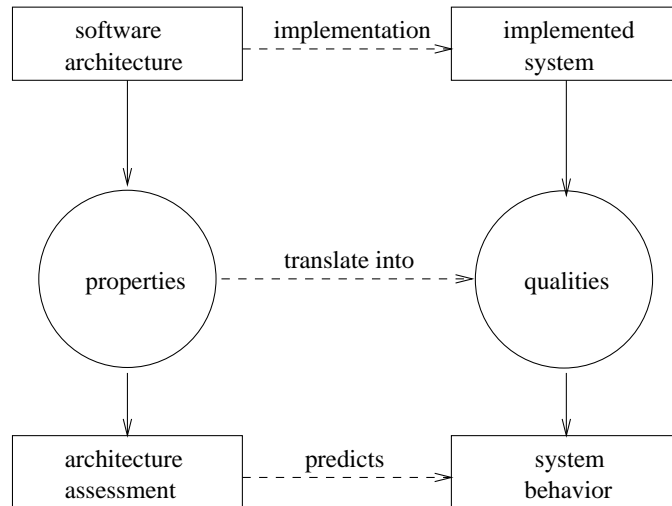 software
architecture
implementation
implemented
system
properties
translate into
qualities
architecture
assessment
predicts
system
behavior